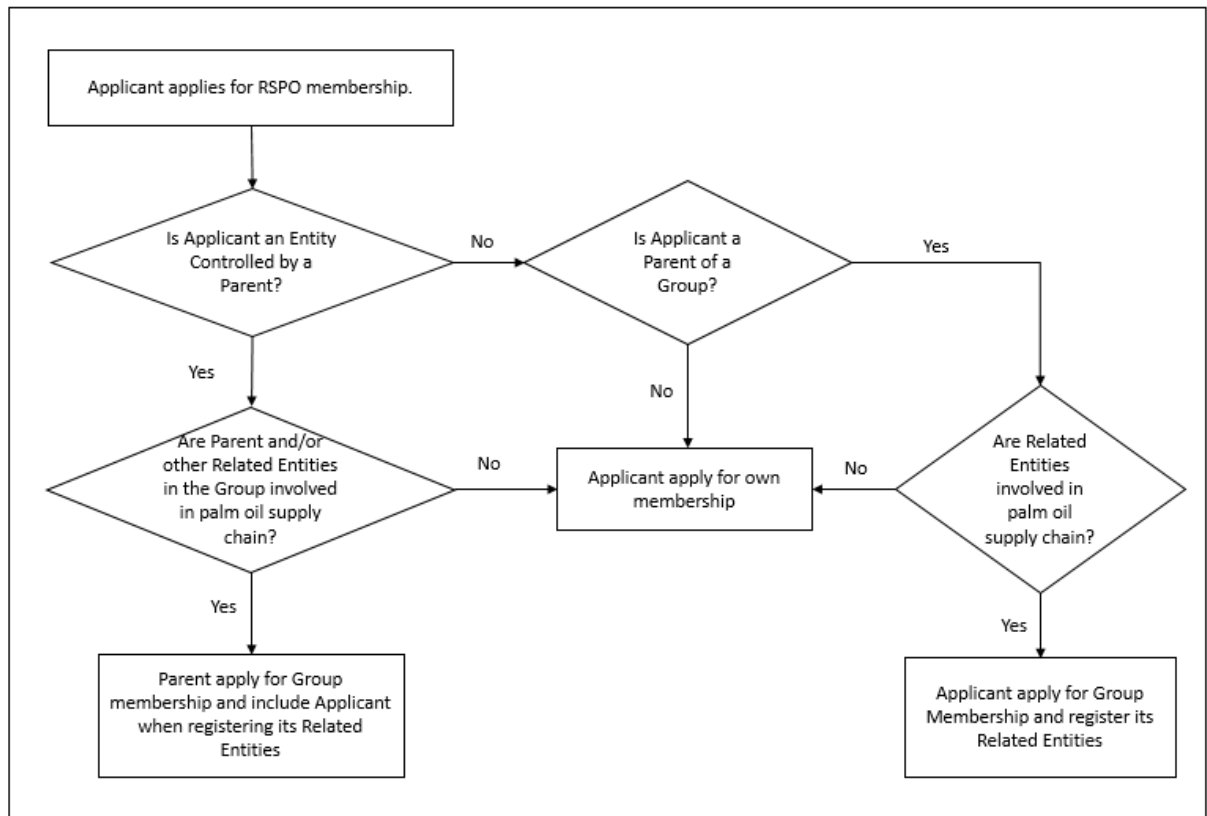 Applicant applies for RSPO membership.
Is Applicant an Entity
Controlled by a
Parent?
No
Is Applicant a
Parent of a
Group?
Yes
Yes
No
Are Parent and/or
other Related Entities
in the Group involved
in palm oil supply
chain?
No
Applicant apply for own
membership
No
Are Related
Entities
involved in
palm oil
supply chain?
Yes
Yes
Parent apply for Group
membership and include Applicant
when registering its Related
Entities
Applicant apply for Group
Membership and register its
Related Entities